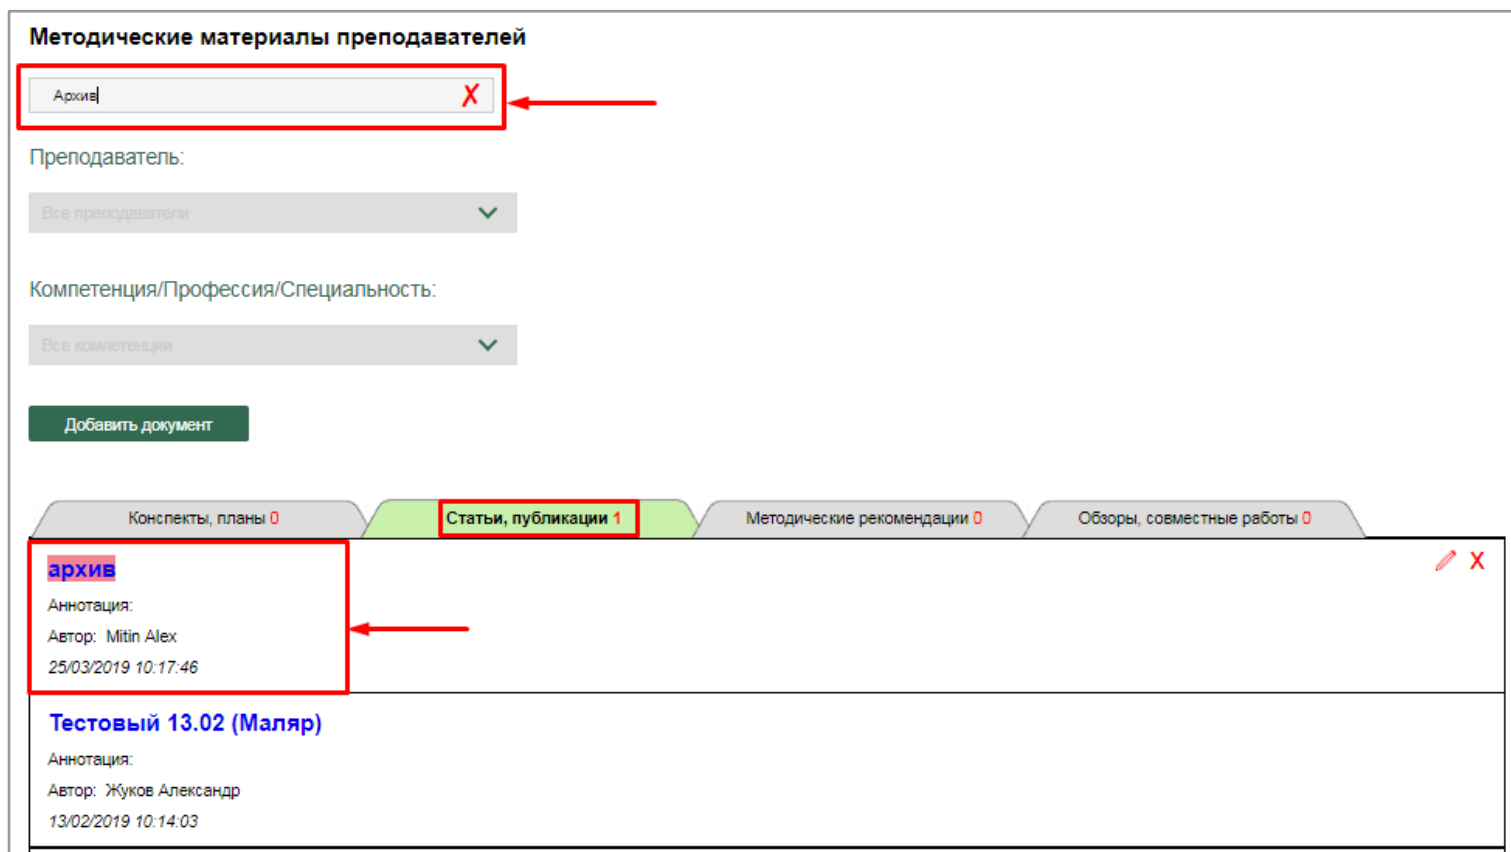 Методические материалы преподавателей
Архив X
Преподаватель:
Все преподаватели
Компетенция/Профессия/Специальность:
Все компетенции
Добавить документ
Конспекты, планы 0 Статьи, публикации 1 Методические рекомендации 0 Обзоры, совместные работы 0
архив X
Аннотация:
Автор: Mitin Alex
25/03/2019 10:17:46
Тестовый 13.02 (Маляр)
Аннотация:
Автор: Жуков Александр
13/02/2019 10:14:03